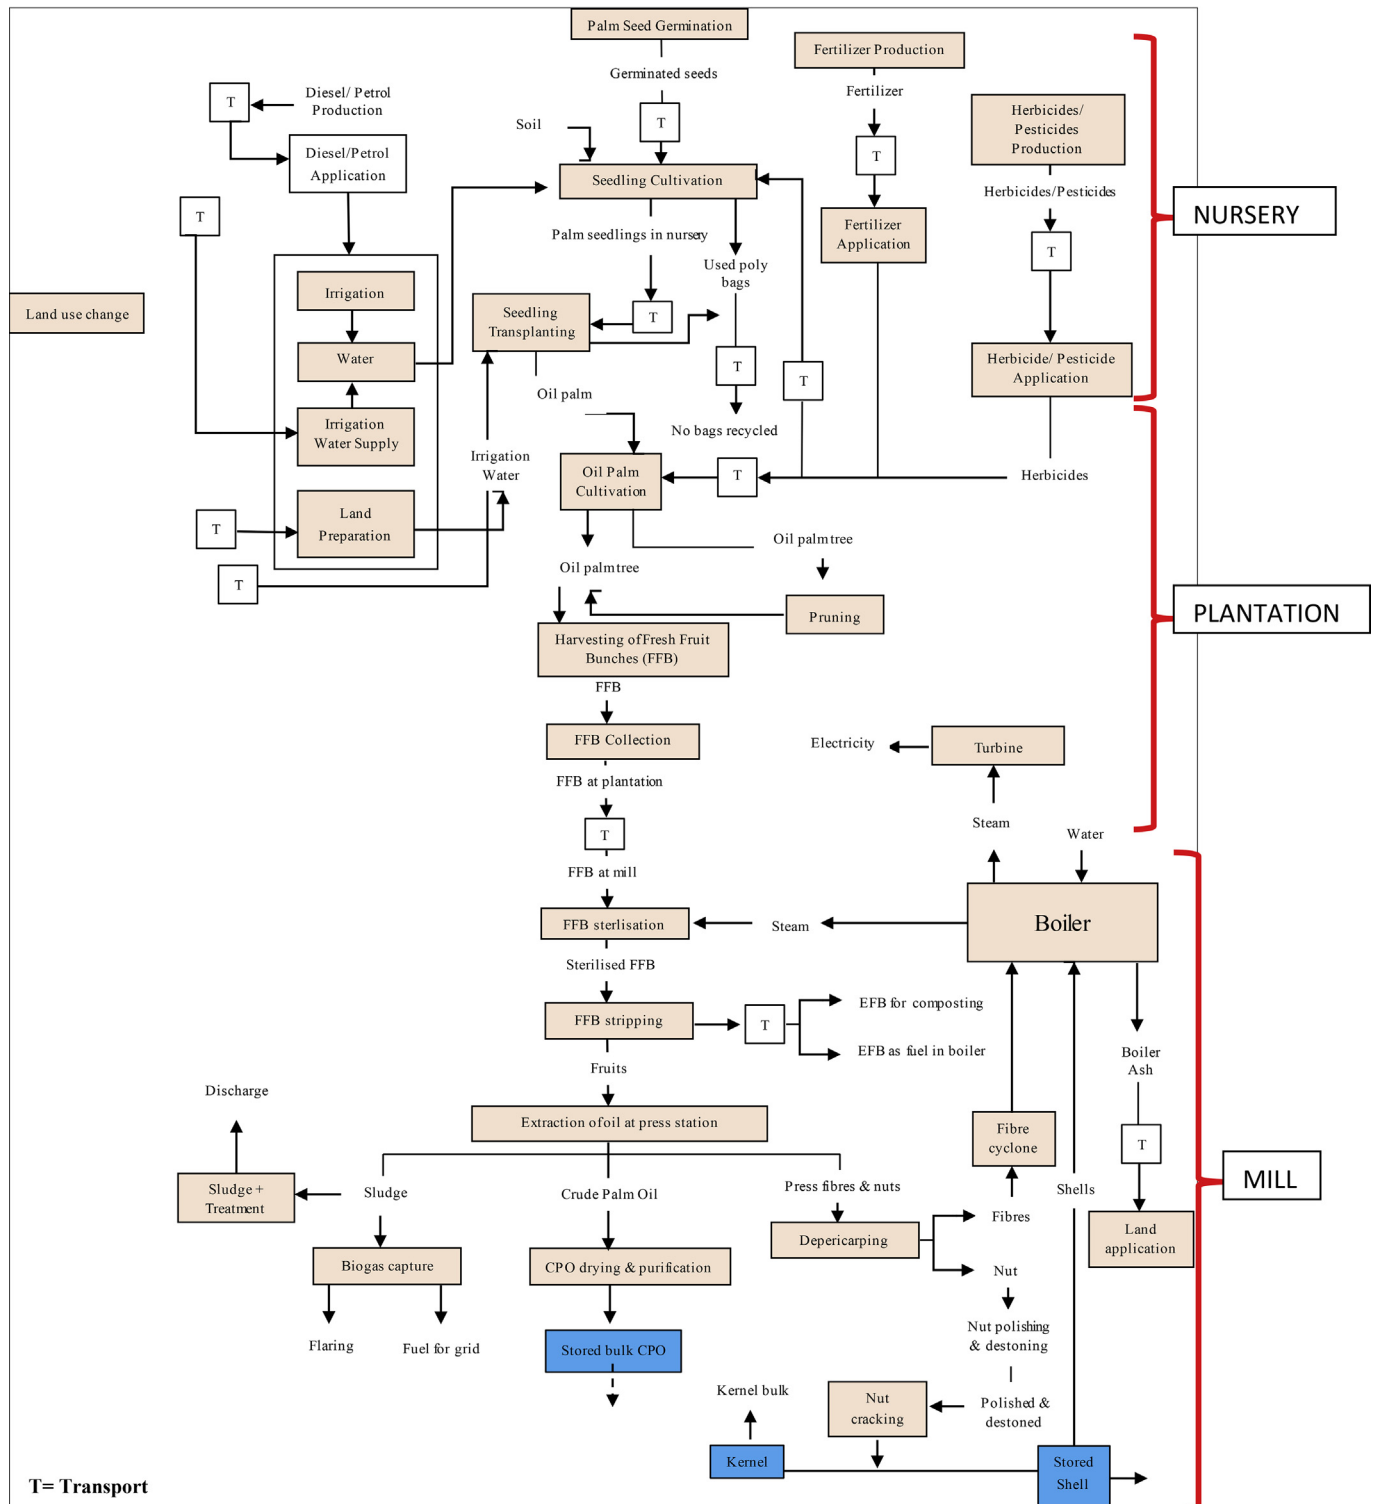 Palm Seed Germination
Fertilizer Production
Germinated seeds
Diesel/ Petrol
Production
T
Fertilizer
Herbicides/
Pesticides
Production
T
Soil
Diesel/Petrol
Application
T
Seedling Cultivation
Herbicides/Pesticides
NURSERY
T
Palm seedlings in nursery
Fertilizer
Application
T
Used poly
bags
Irrigation
Land use change
Seedling
Transplanting
T
Water
T
T
Herbicide/ Pesticide
Application
Oil palm
Irrigation
Water Supply
No bags recycled
Irrigation
Water
Oil Palm
Cultivation
T
Herbicides
Land
Preparation
T
Oil palm tree
Oil palm tree
T
Pruning
PLANTATION
Harvesting of Fresh Fruit
Bunches (FFB)
FFB
FFB Collection
Electricity
Turbine
FFB at plantation
T
Steam
Water
FFB at mill
FFB sterlisation
Steam
Boiler
Sterilised FFB
FFB stripping
T
EFB for composting
EFB as fuel in boiler
Boiler
Ash
Fruits
Discharge
Extraction of oil at press station
Fibre
cyclone
T
Sludge +
Treatment
Sludge
Crude Palm Oil
Press fibres & nuts
Shells
MILL
Fibres
Depericarping
Land
application
Biogas capture
CPO drying & purification
Nut
Flaring
Fuel for grid
Stored bulk CPO
Nut polishing
& destoning
Kernel bulk
Nut
cracking
Polished &
destoned
Kernel
Stored
Shell
T= Transport